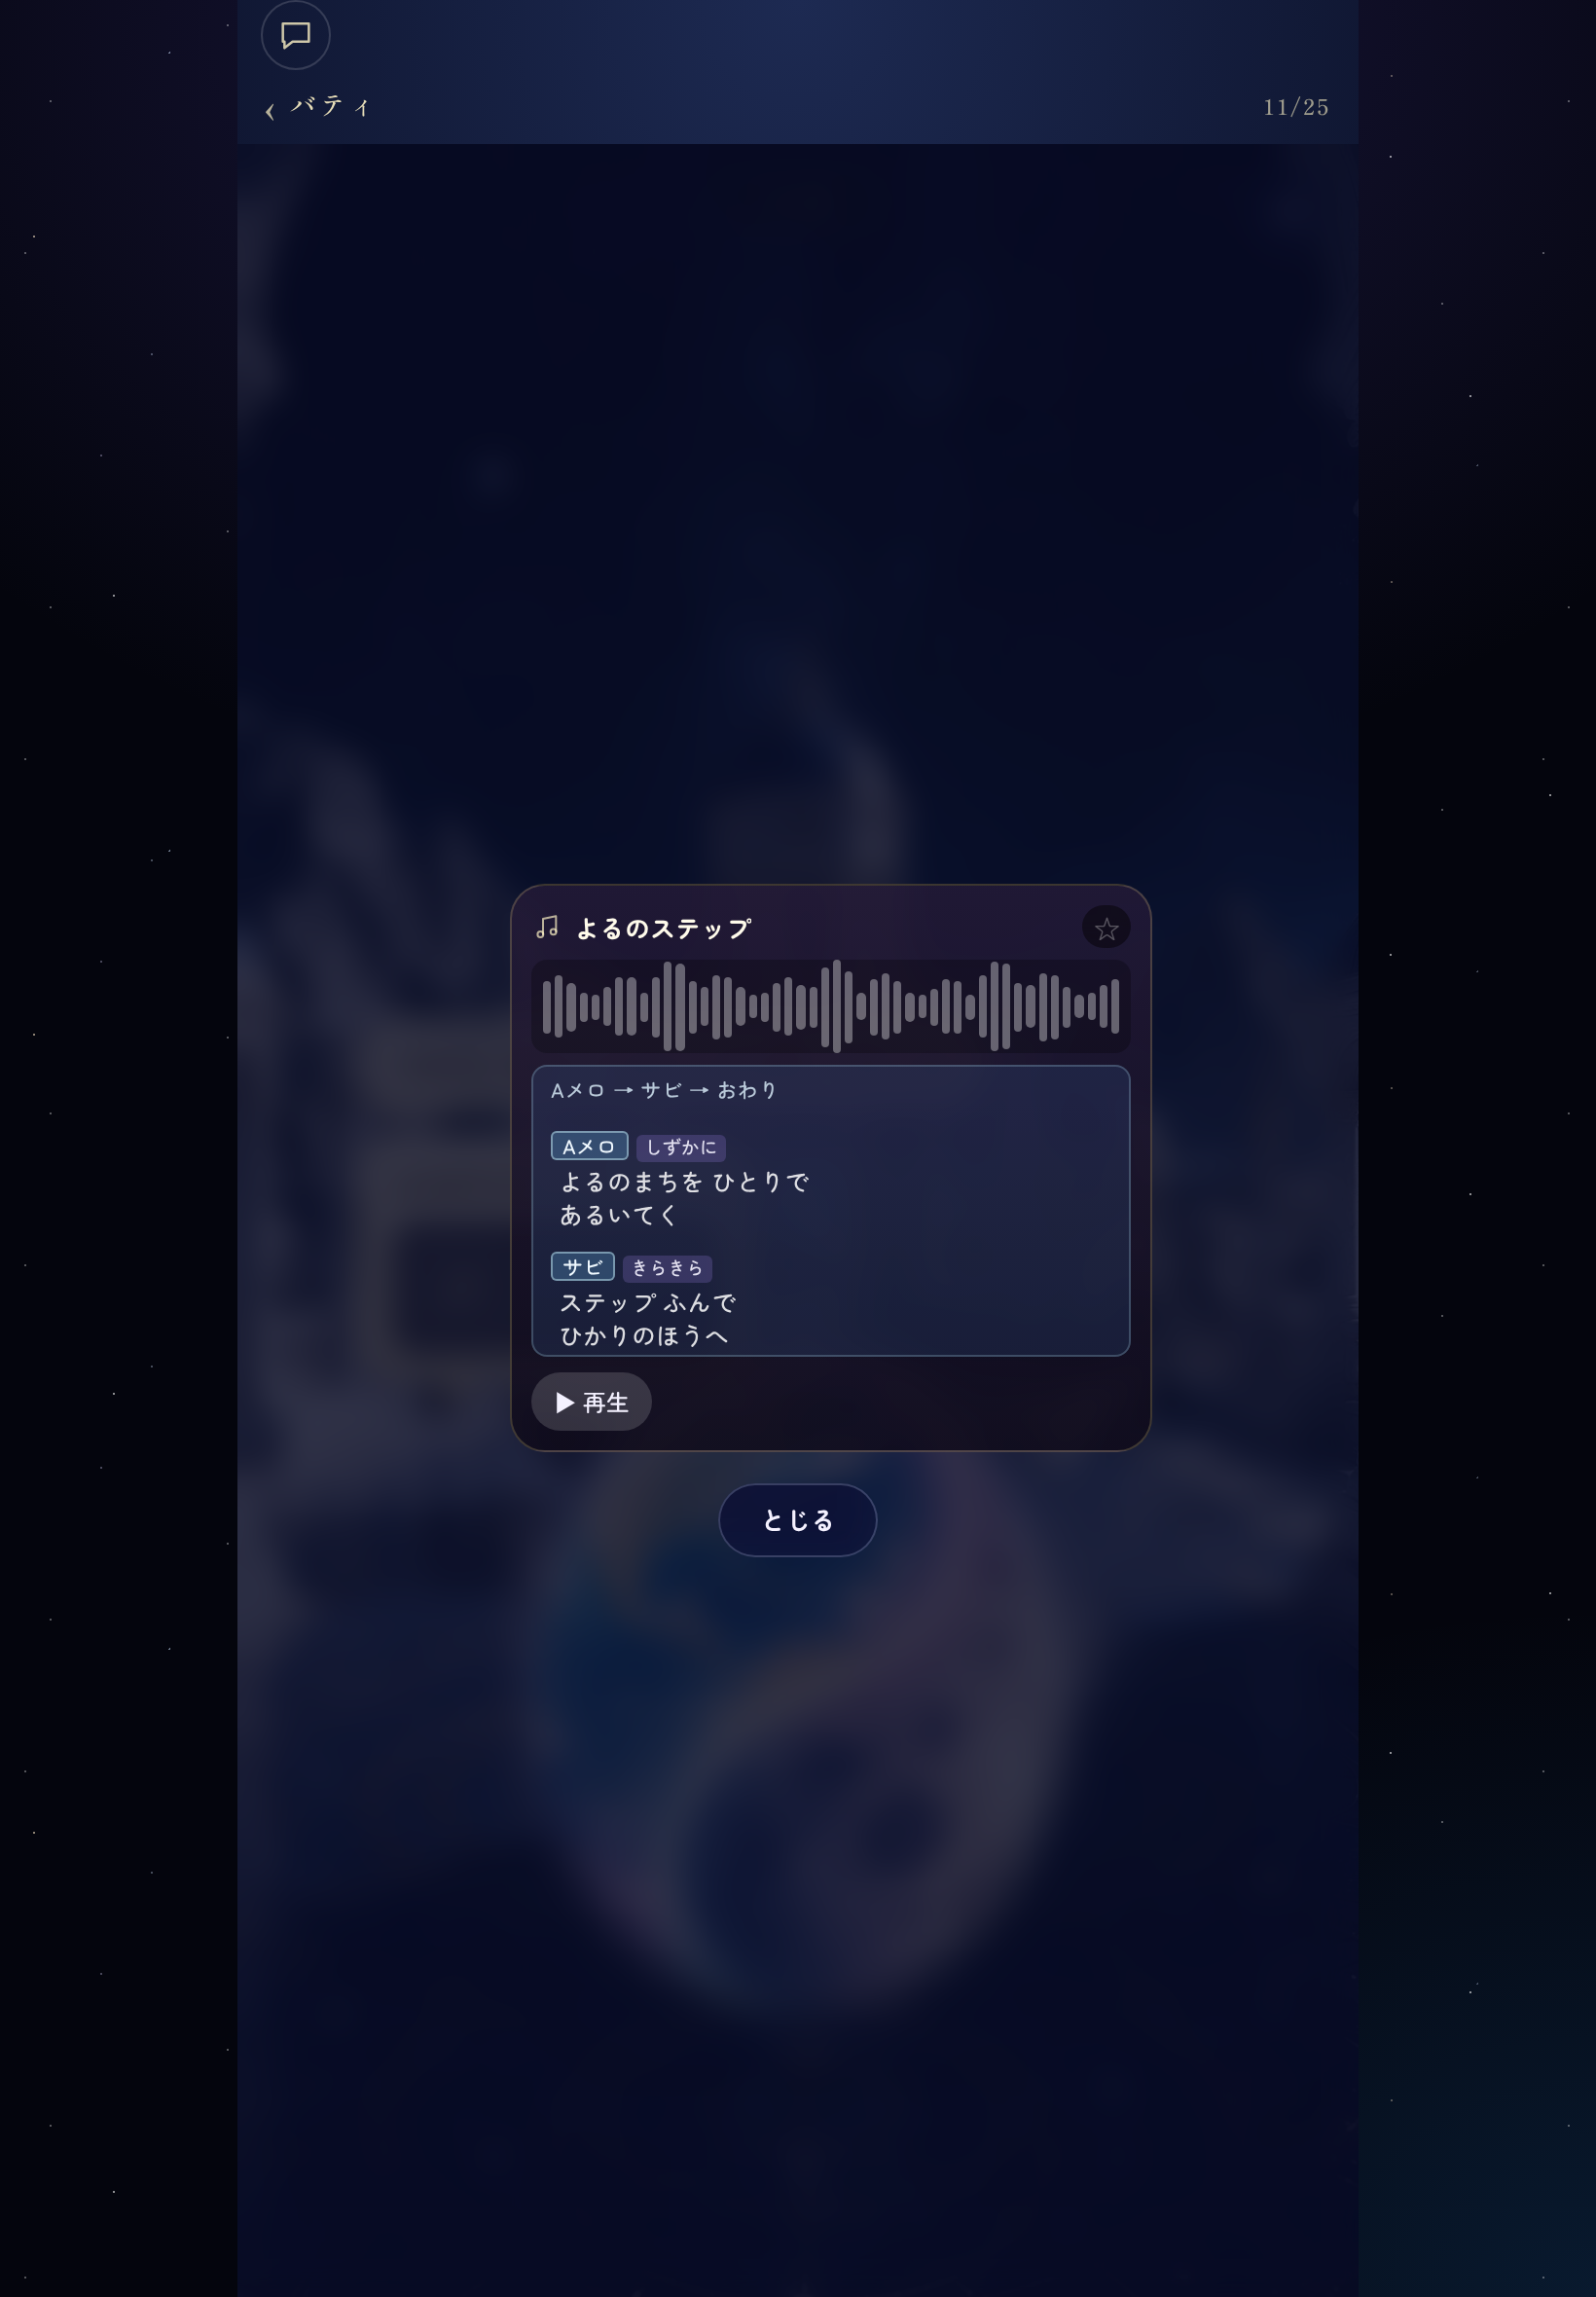 バティ
11/25
よるのステップ
Aメロ → サビ → おわり
Aメロ しずかに
よるのまちを ひとりで
あるいてく
サビ きらきら
ステップ ふんで
ひかりのほうへ
▶ 再生
とじる